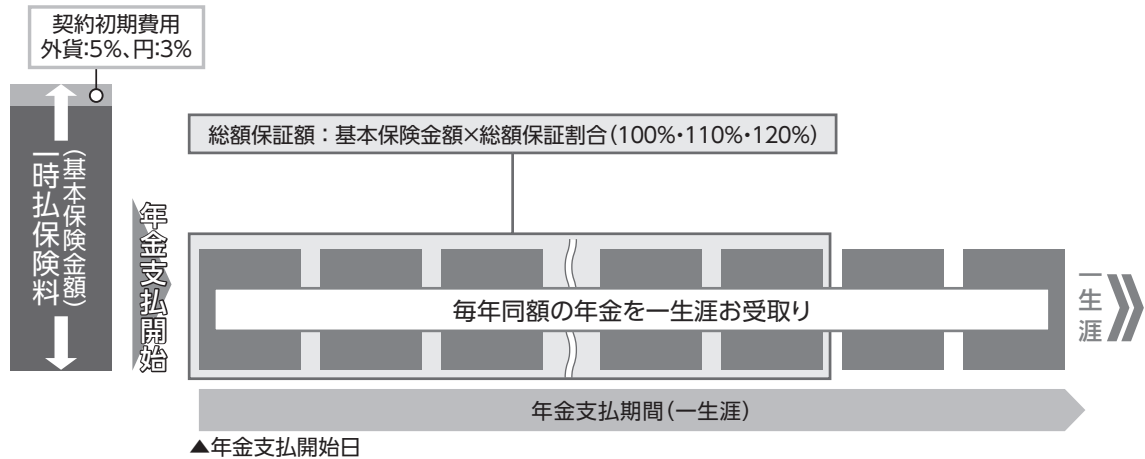 契約初期費用
外貨:5%、円:3%
一時払保険料
(基本保険金額)
総額保証額：基本保険金額×総額保証割合(100%・110%・120%)
年金支払開始
毎年同額の年金を一生涯お受取り
一生涯
年金支払期間(一生涯)
▲年金支払開始日